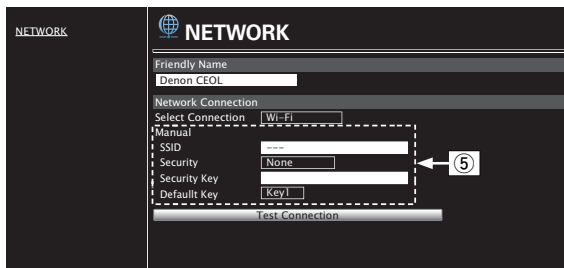 NETWORK
NETWORK
Friendly Name
Denon CEOL
Network Connection
Select Connection Wi-Fi
Manual
SSID ---
Security None
Security Key
Defaullt Key Key1
Test Connection
⑤